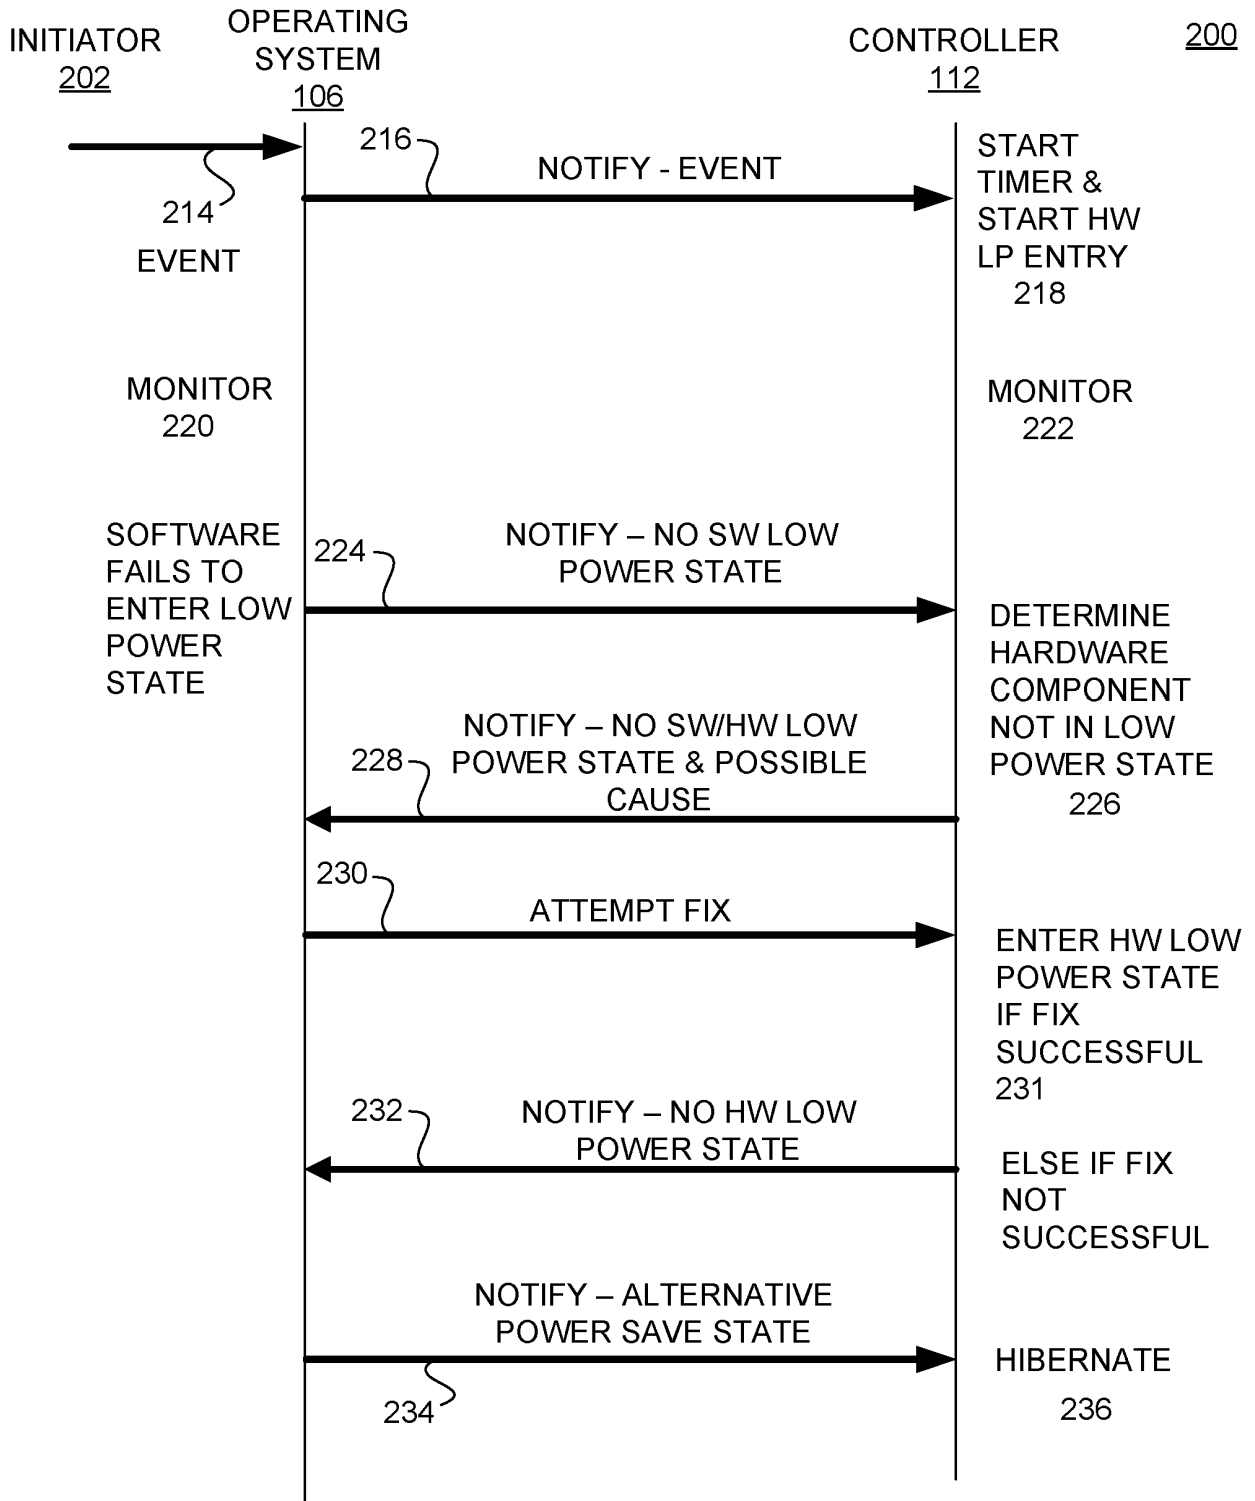 INITIATOR
202
OPERATING
SYSTEM
106
CONTROLLER
112
200
214
EVENT
216
NOTIFY - EVENT
START
TIMER &
START HW
LP ENTRY
218
MONITOR
220
MONITOR
222
SOFTWARE
FAILS TO
ENTER LOW
POWER
STATE
224
NOTIFY – NO SW LOW
POWER STATE
DETERMINE
HARDWARE
COMPONENT
NOT IN LOW
POWER STATE
226
228
NOTIFY – NO SW/HW LOW
POWER STATE & POSSIBLE
CAUSE
230
ATTEMPT FIX
ENTER HW LOW
POWER STATE
IF FIX
SUCCESSFUL
231
232
NOTIFY – NO HW LOW
POWER STATE
ELSE IF FIX
NOT
SUCCESSFUL
NOTIFY – ALTERNATIVE
POWER SAVE STATE
234
HIBERNATE
236